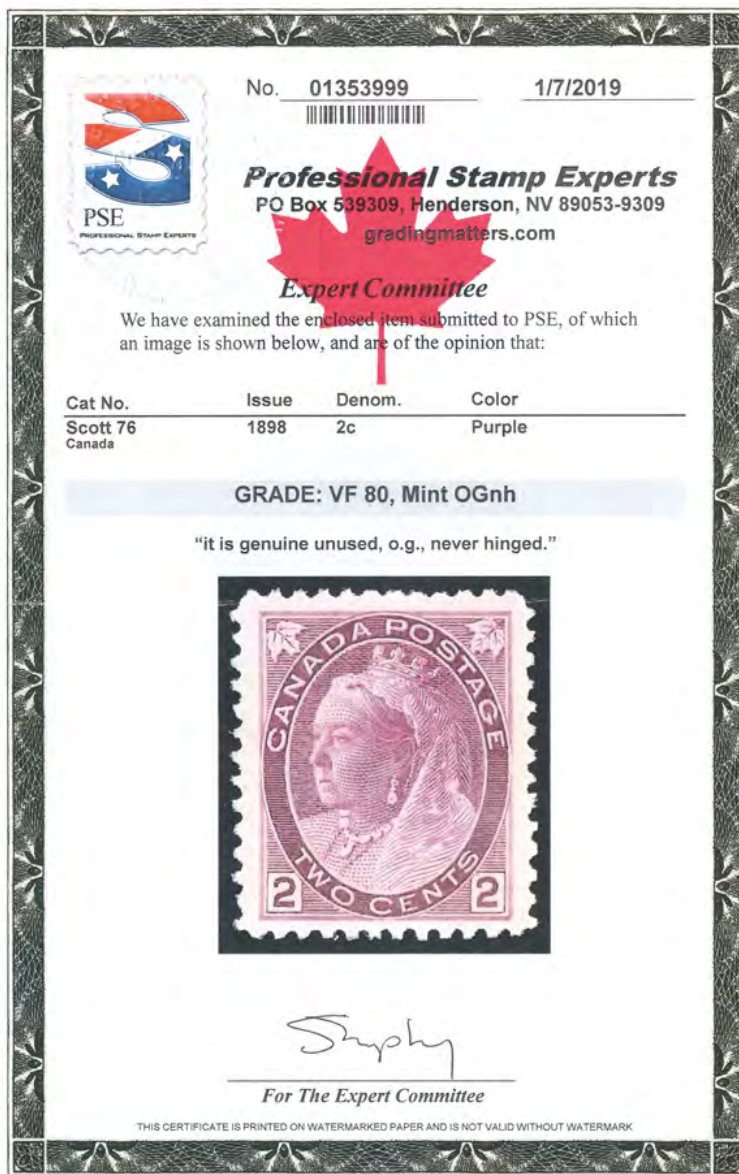 No. 01353999 1/7/2019
PSE
PROFESSIONAL STAMP EXPERTS
Professional Stamp Experts
PO Box 539309, Henderson, NV 89053-9309
gradingmatters.com
Expert Committee
We have examined the enclosed item submitted to PSE, of which
an image is shown below, and are of the opinion that:
Cat No. Issue Denom. Color
Scott 76 1898 2c Purple
Canada
GRADE: VF 80, Mint OGnh
“it is genuine unused, o.g., never hinged.”
CANADA POSTAGE
TWO CENTS
2 2
For The Expert Committee
THIS CERTIFICATE IS PRINTED ON WATERMARKED PAPER AND IS NOT VALID WITHOUT WATERMARK